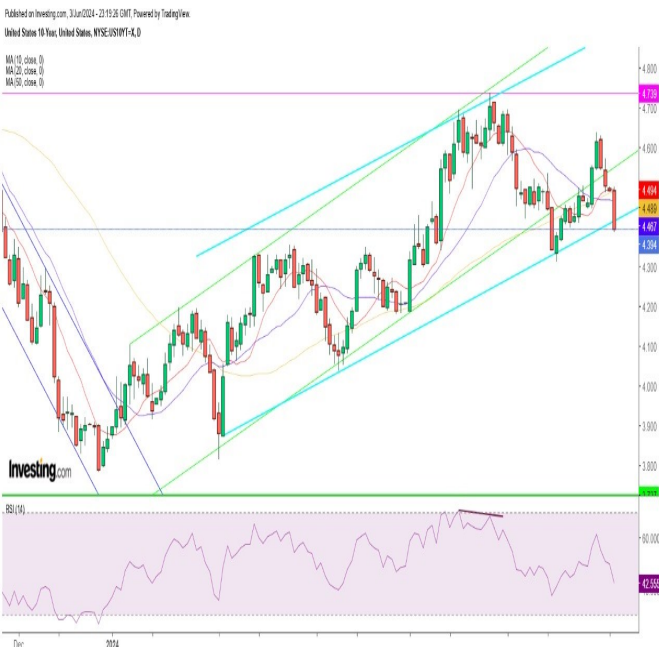 Published on Investing.com, 3/Jun/2024 - 23:19:26 GMT, Powered by TradingView.
United States 10-Year, United States, NYSE:US10YT=X, D
MA (10, close, 0)
MA (20, close, 0)
MA (50, close, 0)
4.800
4.739
4.700
4.600
4.494
4.489
4.467
4.394
4.300
4.200
4.100
4.000
3.900
3.800
Investing.com
RSI (14)
60.000
42.555
Dec
2024